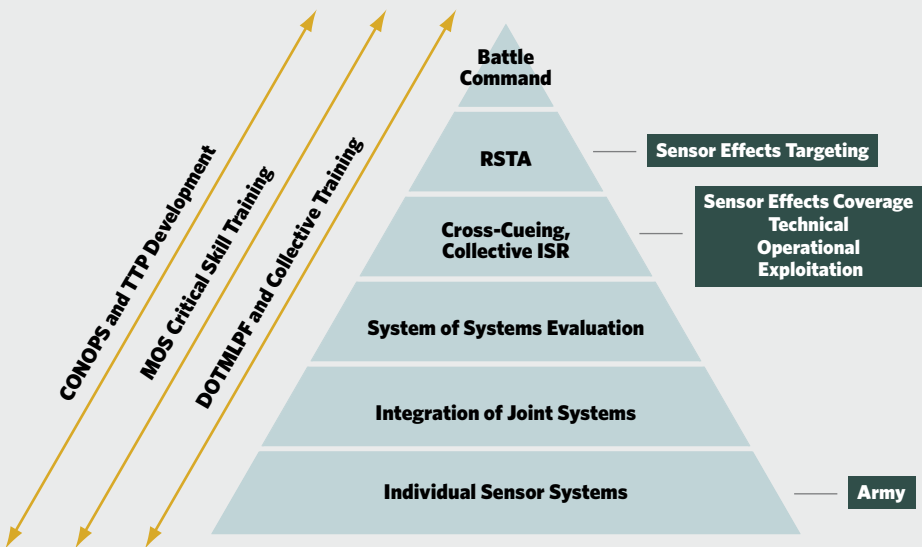 CONOPS and TTP Development
MOS Critical Skill Training
DOTMLPF and Collective Training
Battle
Command
RSTA
Sensor Effects Targeting
Cross-Cueing,
Collective ISR
Sensor Effects Coverage
Technical
Operational
Exploitation
System of Systems Evaluation
Integration of Joint Systems
Individual Sensor Systems
Army